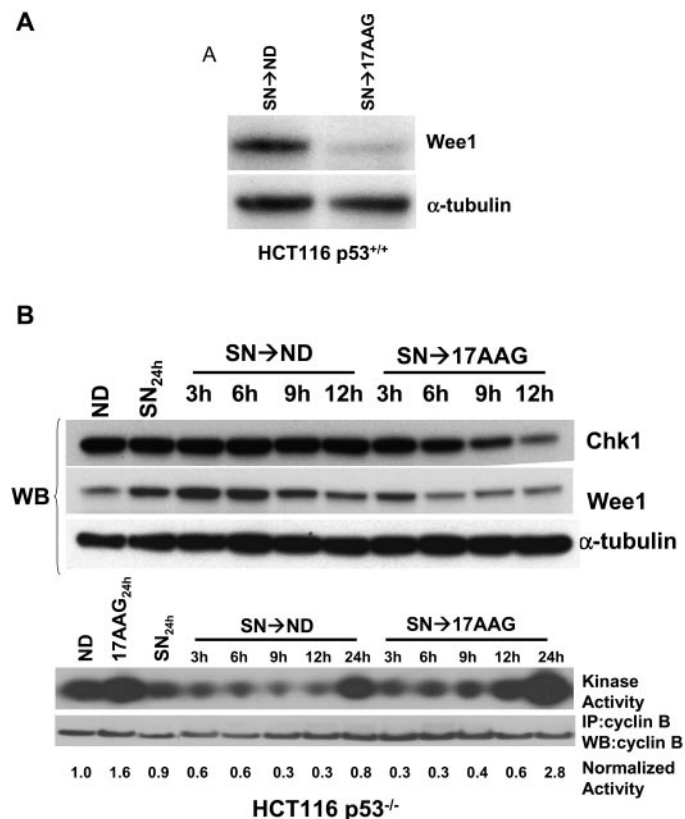 A
A
SN→ND SN→17AAG
Wee1
α-tubulin
HCT116 p53+/+
B
SN→ND SN→17AAG
ND SN24h 3h 6h 9h 12h 3h 6h 9h 12h
WB
Chk1
Wee1
α-tubulin
SN→ND SN→17AAG
ND 17AAG24h SN24h 3h 6h 9h 12h 24h 3h 6h 9h 12h 24h
Kinase
Activity
IP:cyclin B
WB:cyclin B
1.0 1.6 0.9 0.6 0.6 0.3 0.3 0.8 0.3 0.3 0.4 0.6 2.8 Normalized
Activity
HCT116 p53-/-